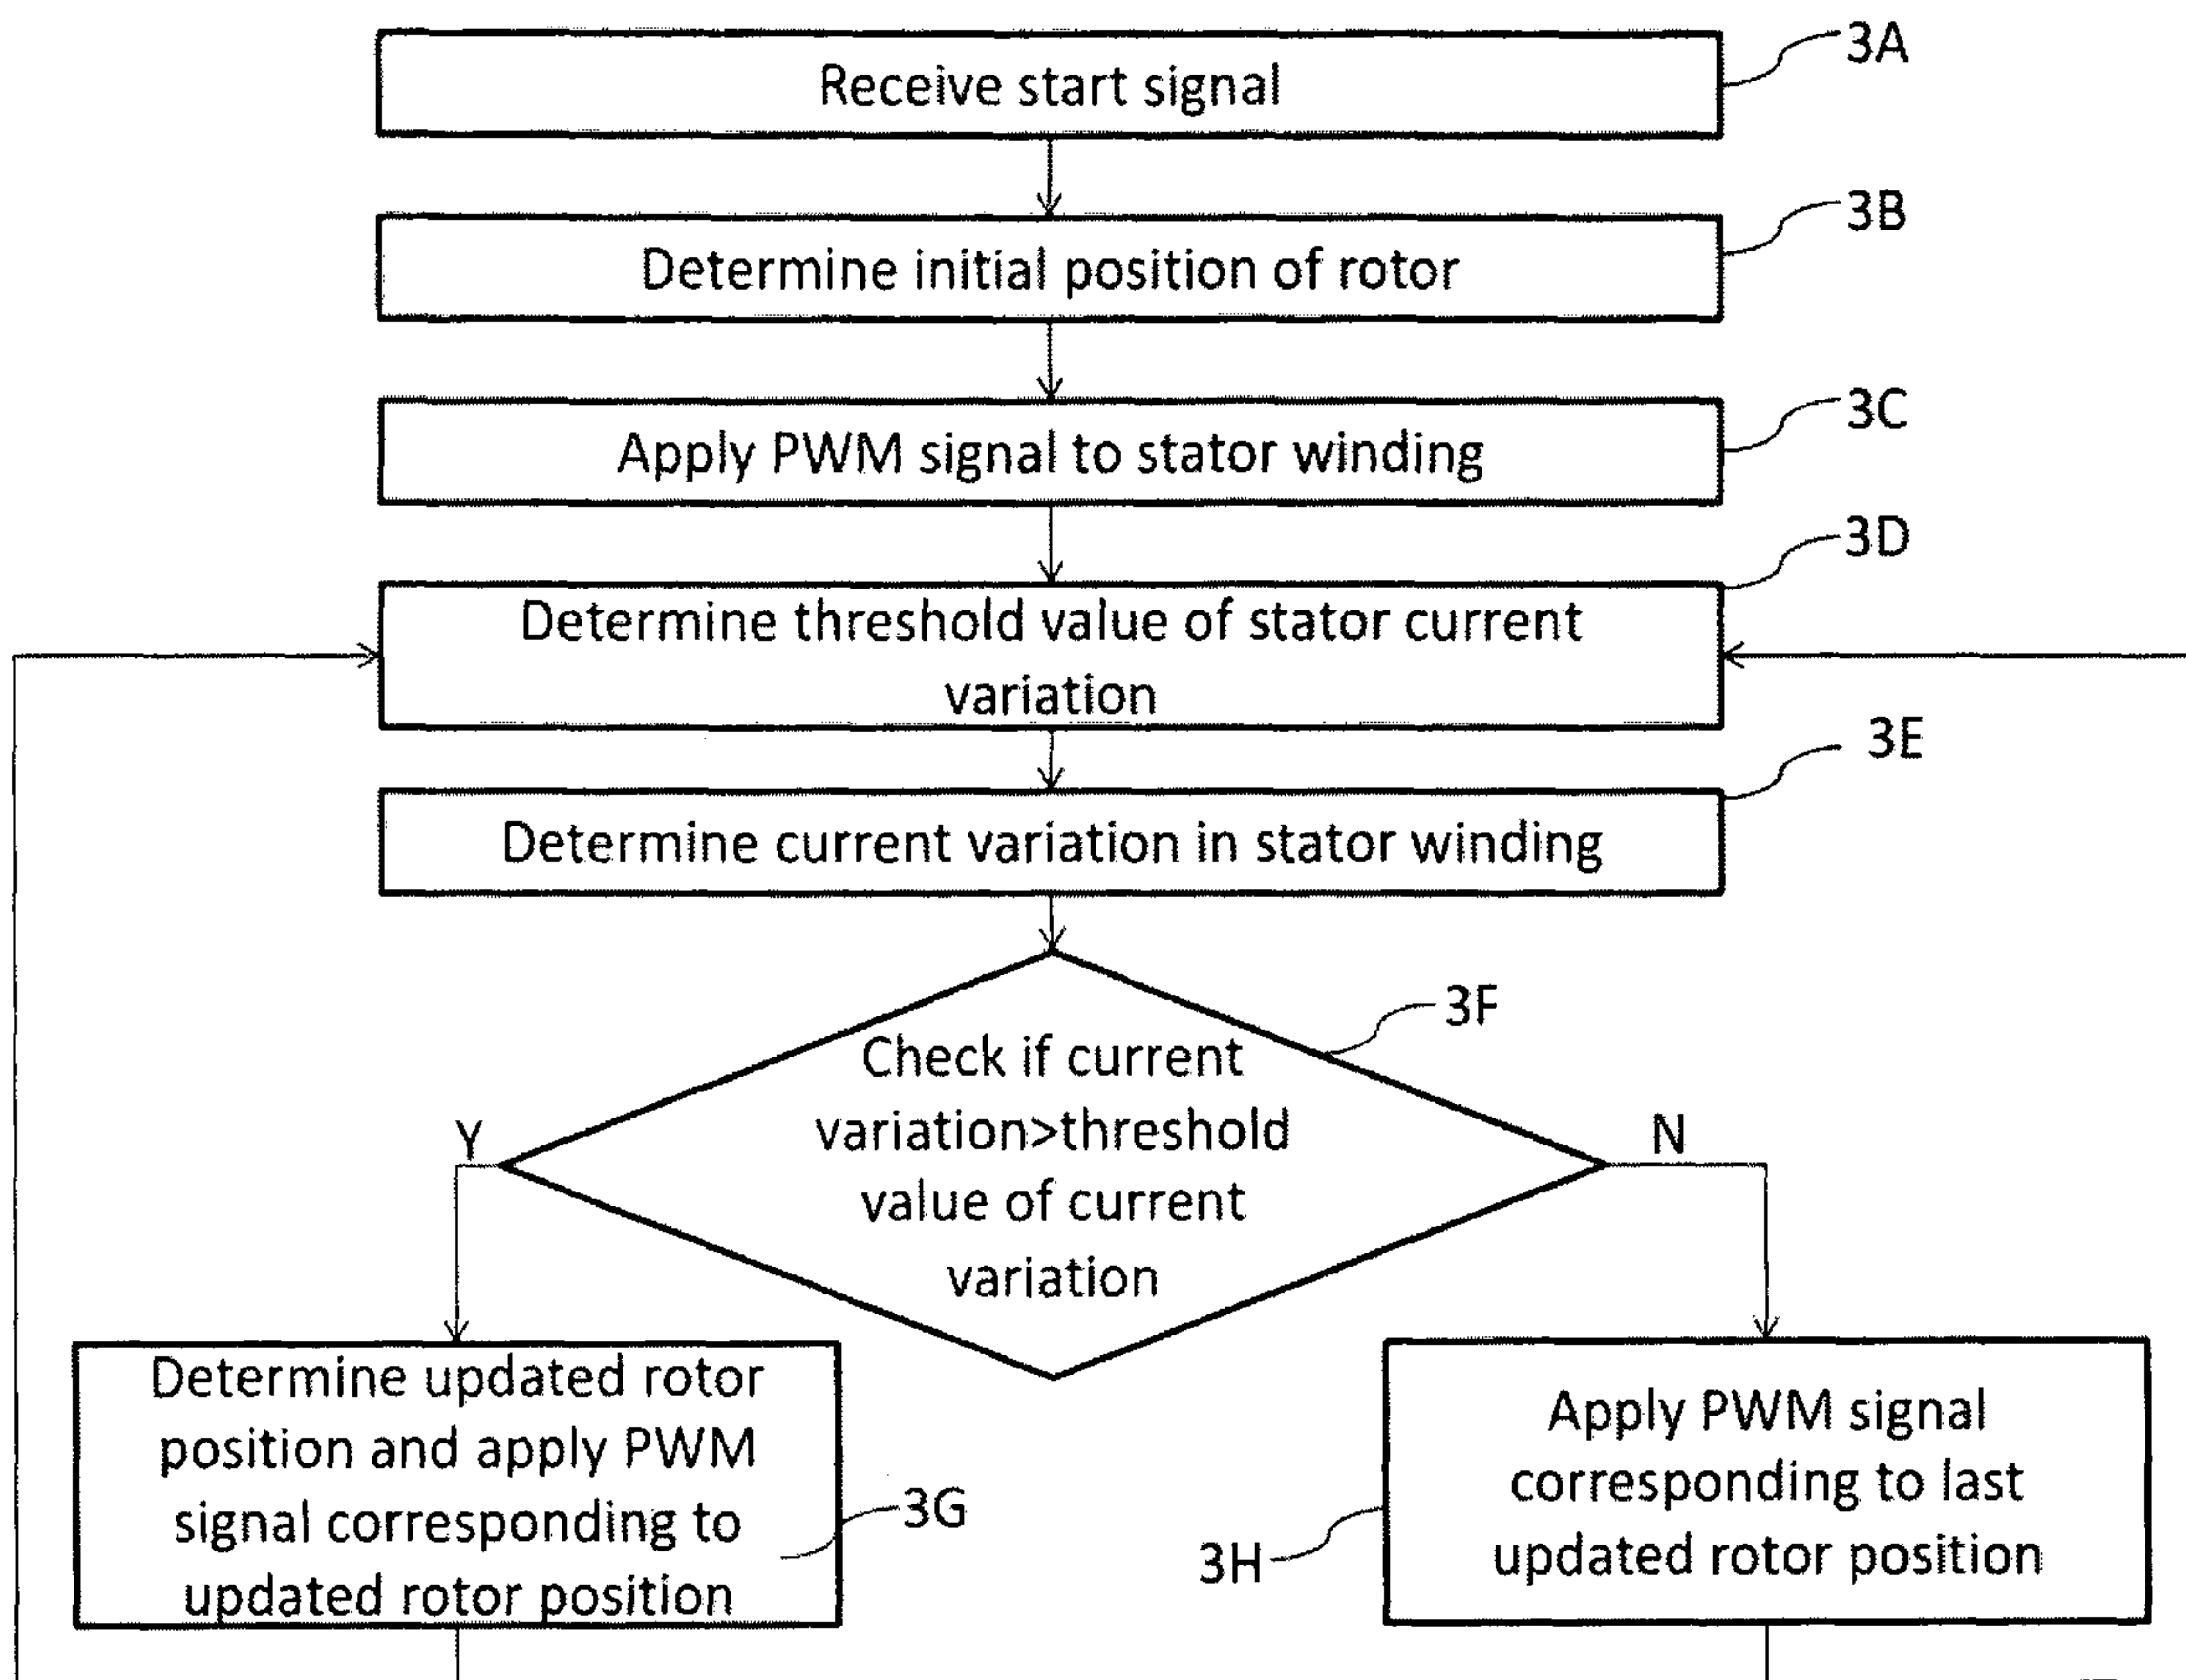 Receive start signal
3A
Determine initial position of rotor
3B
Apply PWM signal to stator winding
3C
3D
Determine threshold value of stator current
variation
3E
Determine current variation in stator winding
3F
Check if current
variation>threshold
value of current
variation
Y
N
Determine updated rotor
position and apply PWM
signal corresponding to
updated rotor position
3G
Apply PWM signal
corresponding to last
updated rotor position
3H